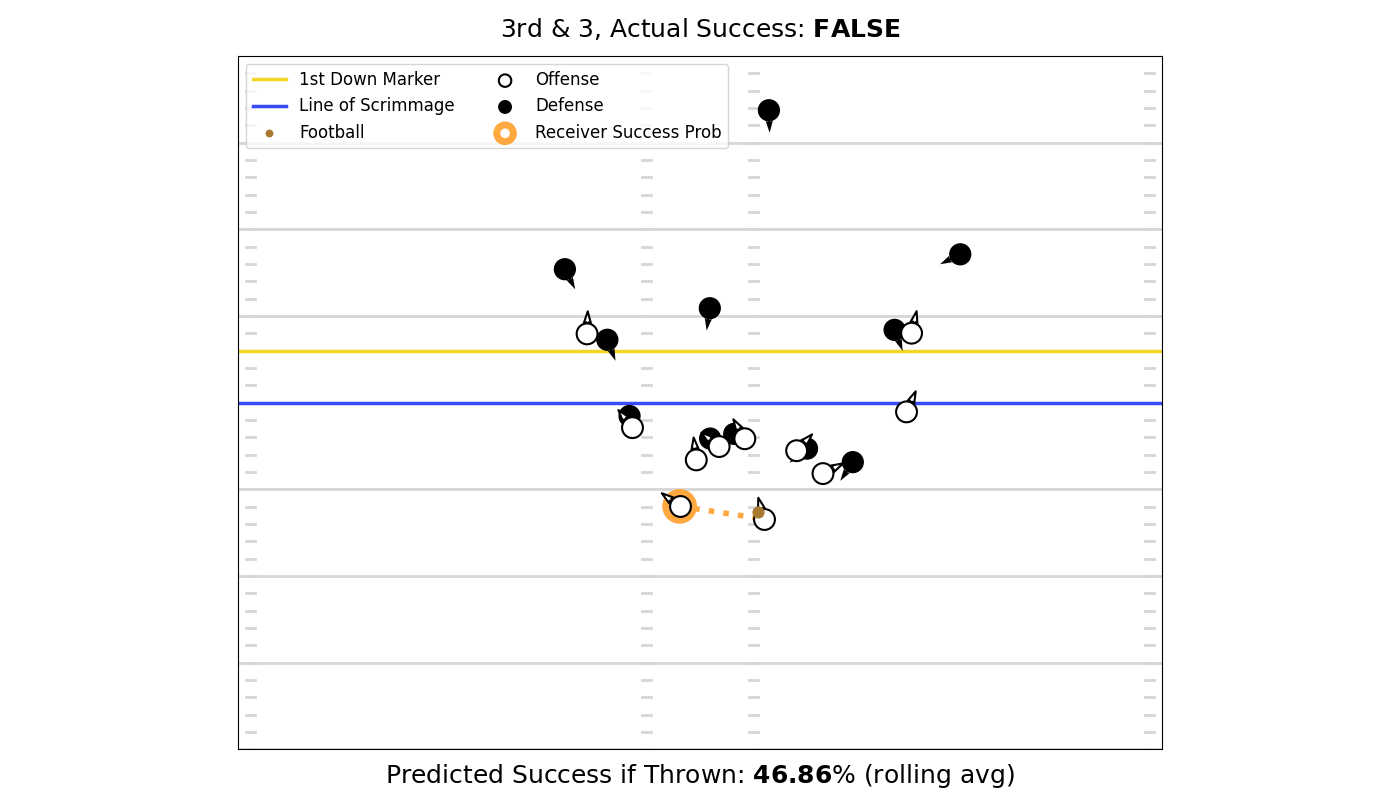 3rd & 3, Actual Success: FALSE
1st Down Marker
Line of Scrimmage
Football
Offense
Defense
Receiver Success Prob
Predicted Success if Thrown: 46.86% (rolling avg)